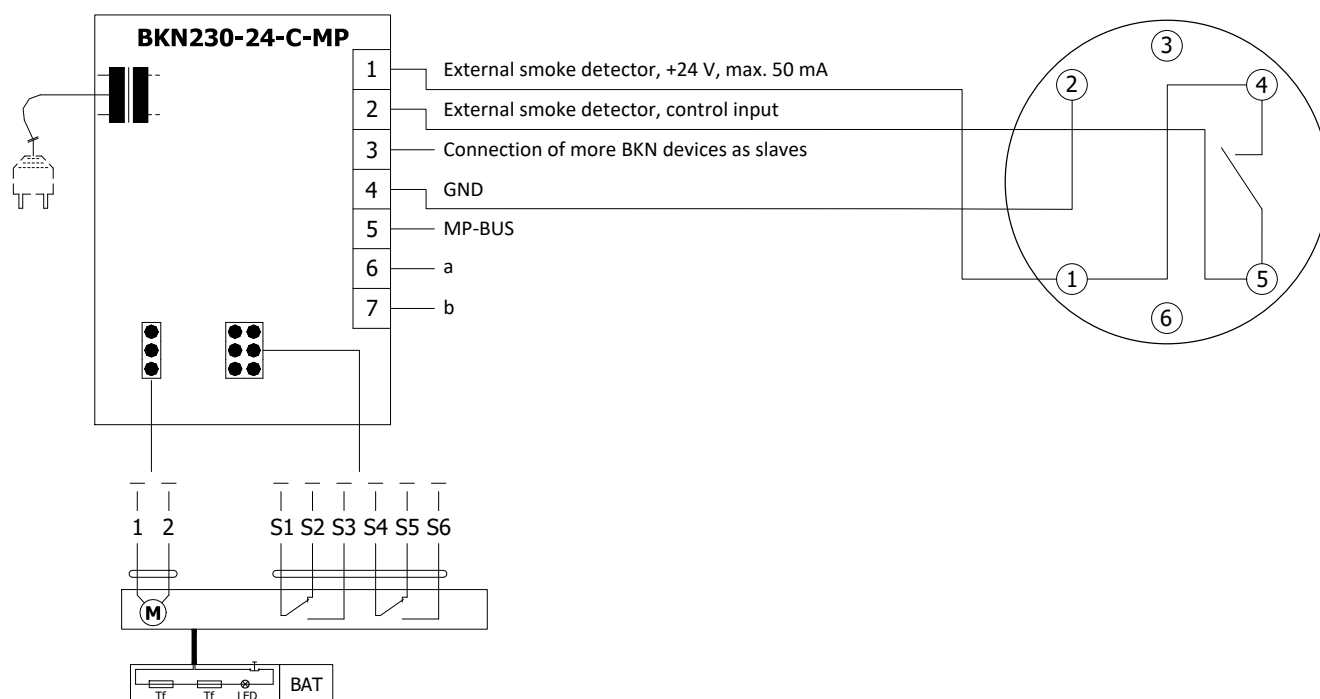 BKN230-24-C-MP
1 External smoke detector, +24 V, max. 50 mA
2 External smoke detector, control input
3 Connection of more BKN devices as slaves
4 GND
5 MP-BUS
6 a
7 b
3
2 4
1 5
6
1 2 S1 S2 S3 S4 S5 S6
M
Tf Tf LED BAT